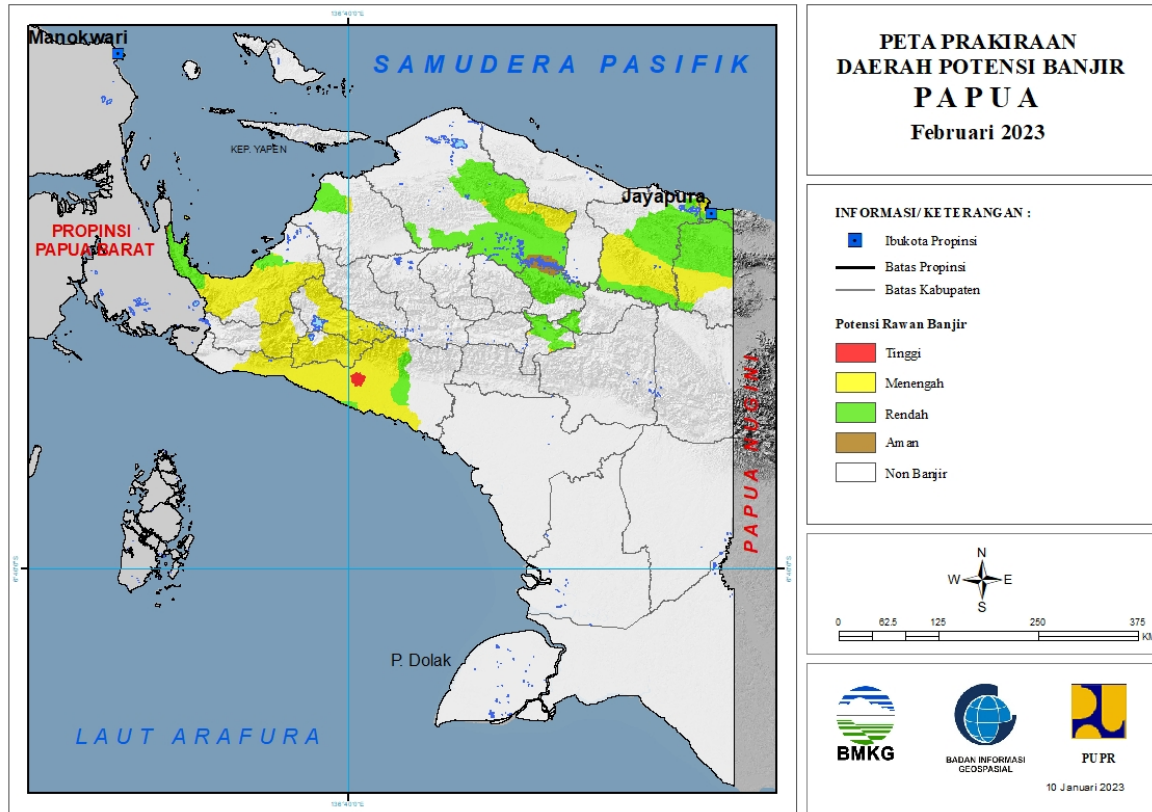 Manokwari
SAMUDERA PASIFIK
KEP. YAPEN
Jayapura
PROPINSI
PAPUA BARAT
PAPUA NUGINI
P. Dolak
LAUT ARAFURA
PETA PRAKIRAAN
DAERAH POTENSI BANJIR
PAPUA
Februari 2023
INFORMASI/KETERANGAN :
Ibukota Propinsi
Batas Propinsi
Batas Kabupaten
Potensi Rawan Banjir
Tinggi
Menengah
Rendah
Aman
Non Banjir
N
W E
S
0 62.5 125 250 375
KM
BMKG
BADAN INFORMASI
GEOSPASIAL
PUPR
10 Januari 2023